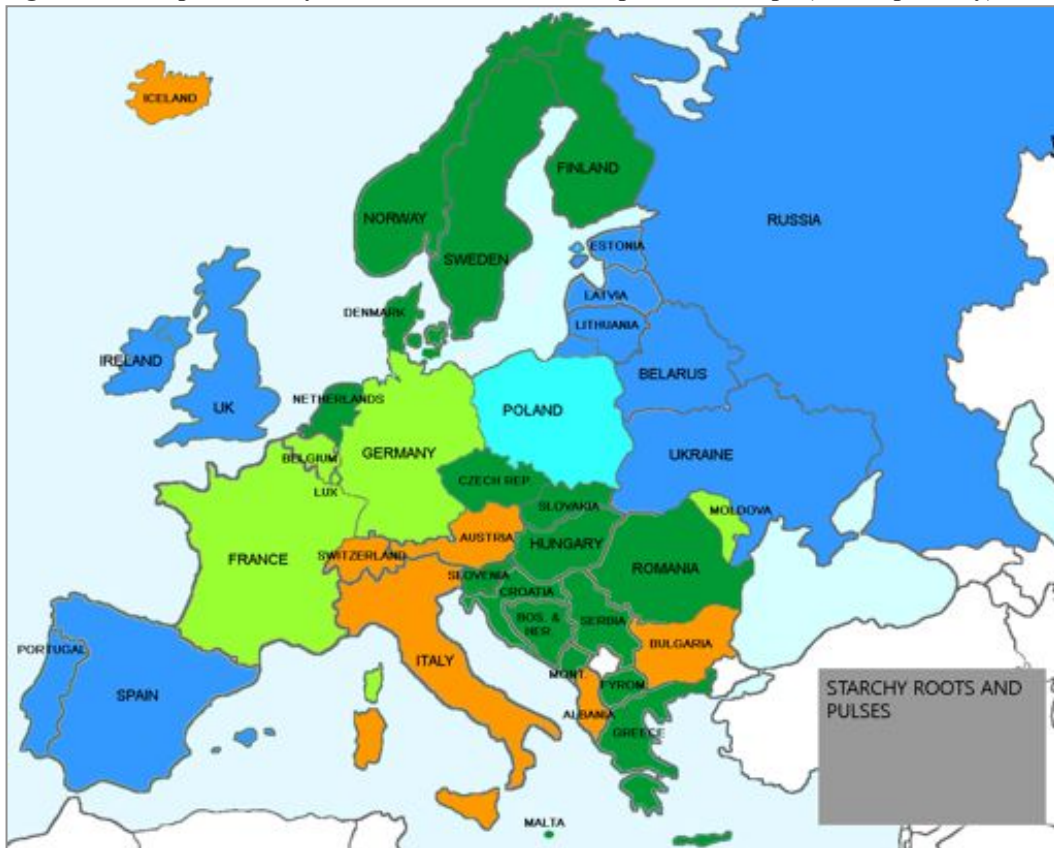 ICELAND
FINLAND
NORWAY
SWEDEN
RUSSIA
ESTONIA
LATVIA
LITHUANIA
DENMARK
IRELAND
UK
BELARUS
NETHERLANDS
POLAND
BELGIUM
GERMANY
UKRAINE
LUX
CZECH REP.
SLOVAKIA
MOLDOVA
FRANCE
SWITZERLAND
AUSTRIA
HUNGARY
ROMANIA
SLOVENIA
CROATIA
BOS. &
HER.
SERBIA
BULGARIA
PORTUGAL
SPAIN
ITALY
MONT.
FYROM
ALBANIA
GREECE
MALTA
STARCHY ROOTS AND
PULSES